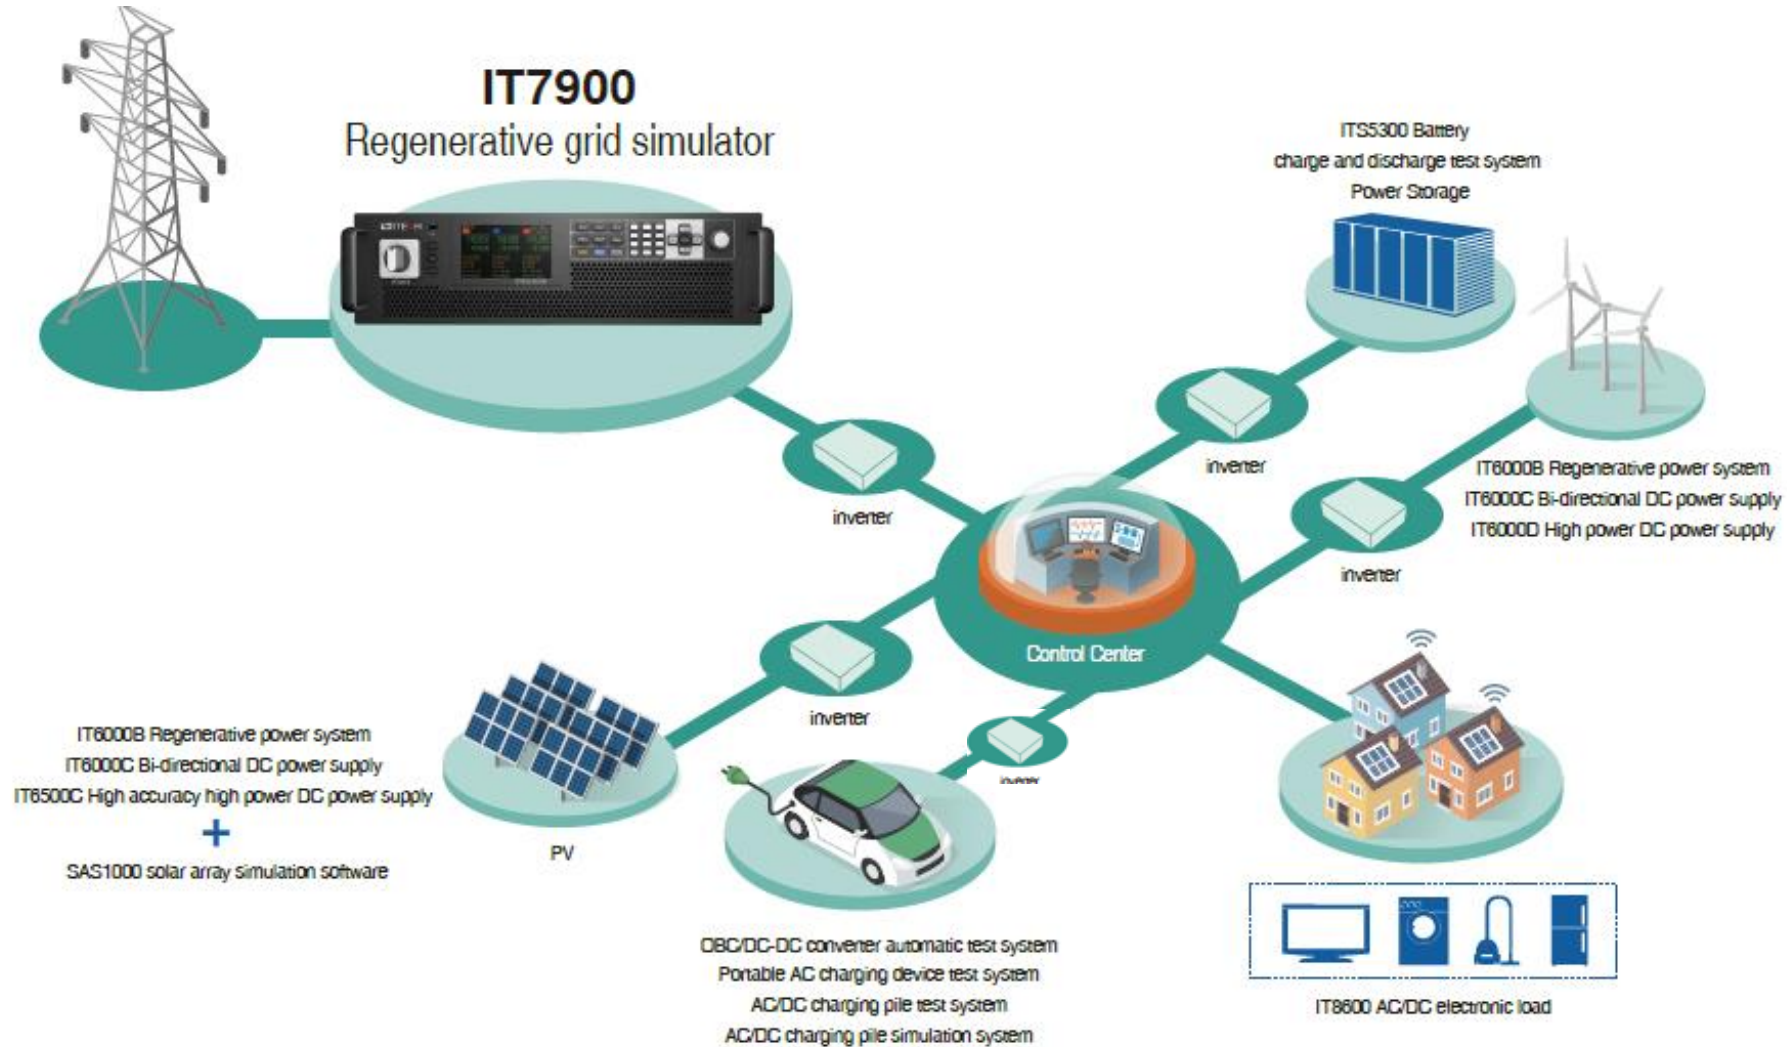 IT7900
Regenerative grid simulator
ITECH
ITS5300 Battery
charge and discharge test system
Power Storage
inverter
inverter
IT6000B Regenerative power system
IT6000C Bi-directional DC power supply
IT6000D High power DC power supply
inverter
Control Center
inverter
inverter
IT6000B Regenerative power system
IT6000C Bi-directional DC power supply
IT6500C High accuracy high power DC power supply
+
SAS1000 solar array simulation software
PV
OBC/DC-DC converter automatic test system
Portable AC charging device test system
AC/DC charging pile test system
AC/DC charging pile simulation system
IT8600 AC/DC electronic load